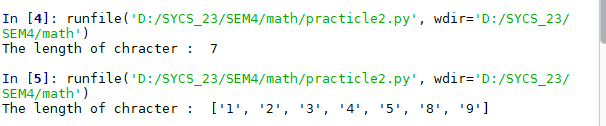 In [4]: runfile('D:/SYCS_23/SEM4/math/practicle2.py', wdir='D:/SYCS_23/
SEM4/math')
The length of chracter :  7
In [5]: runfile('D:/SYCS_23/SEM4/math/practicle2.py', wdir='D:/SYCS_23/
SEM4/math')
The length of chracter :  ['1', '2', '3', '4', '5', '8', '9']